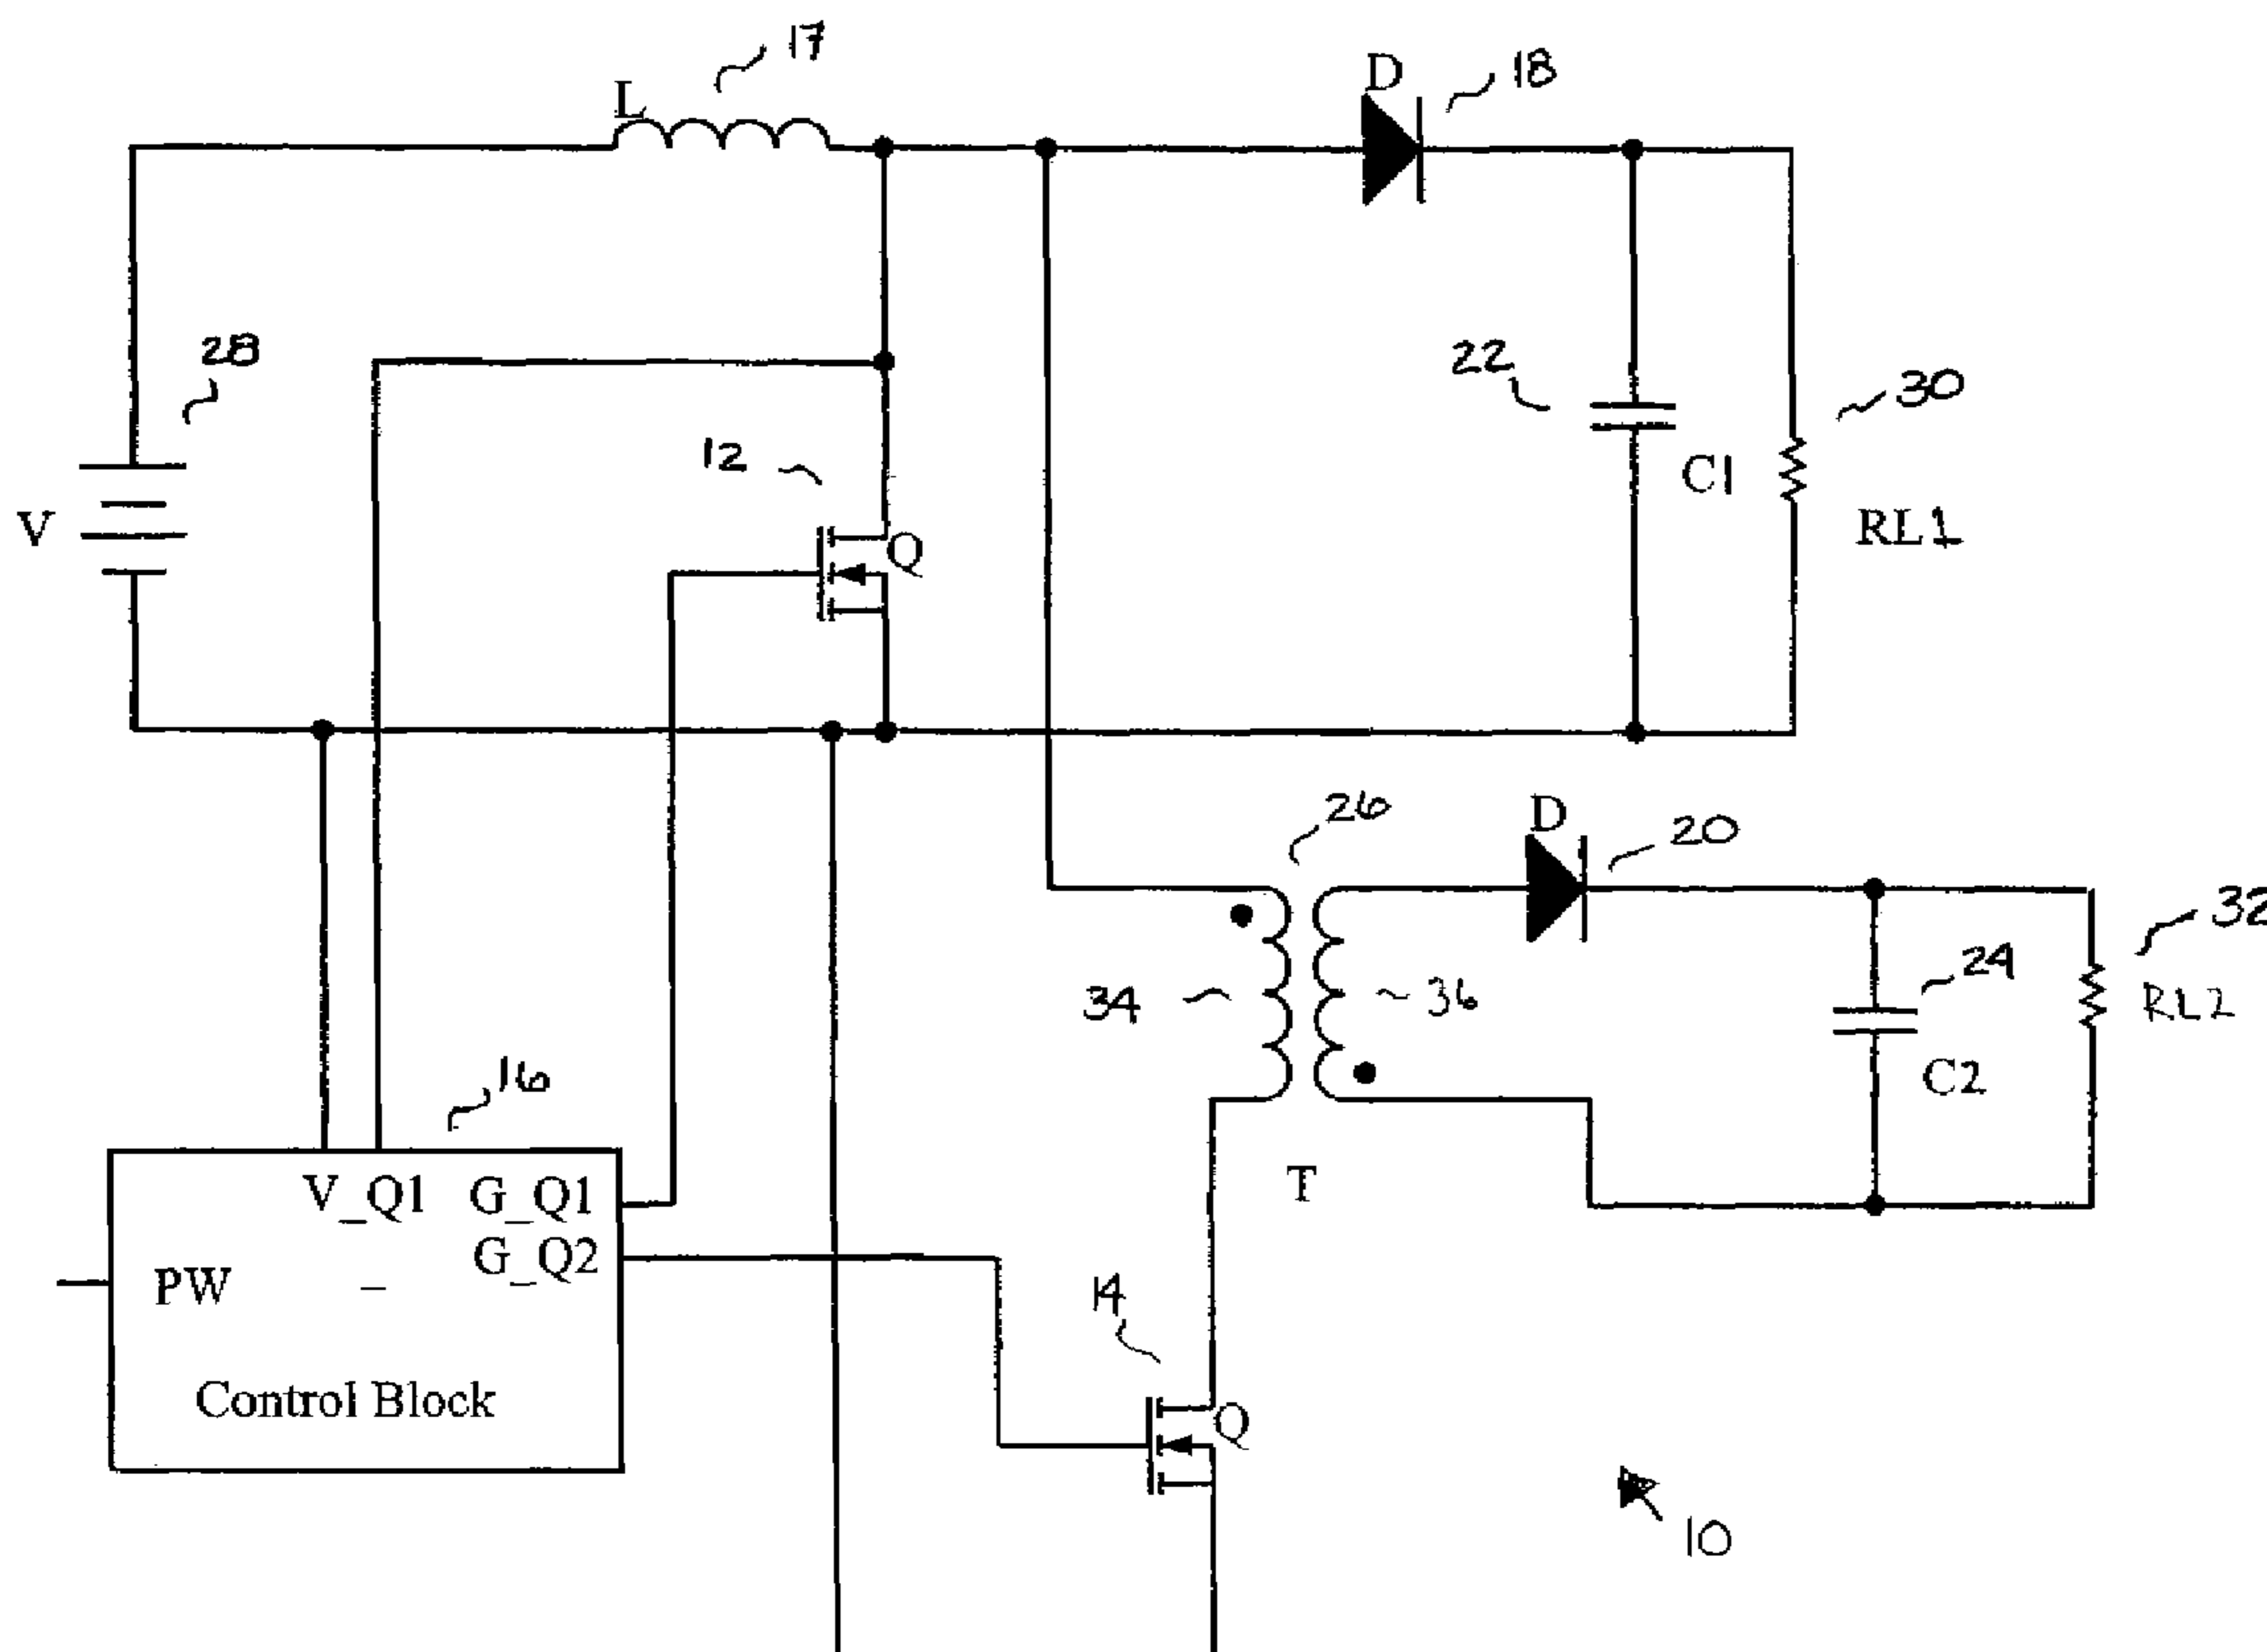 17
L
D
18
28
22
30
12
V
Q
C1
RL1
26
D
20
32
34
36
24
RL2
C2
16
T
V_Q1
G_Q1
G_Q2
PW
_
14
Control Block
Q
10